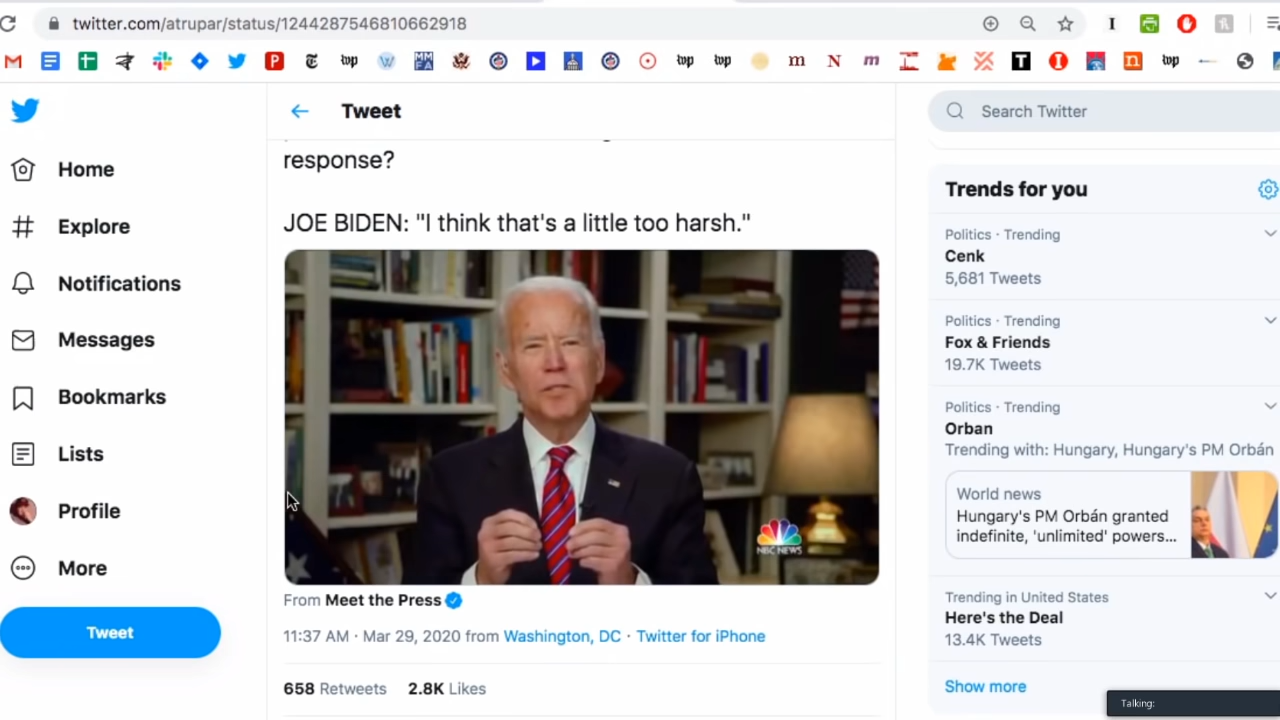 twitter.com/atrupar/status/1244287546810662918
Home
Explore
Notifications
Messages
Bookmarks
Lists
Profile
More
Tweet
Tweet
response?
JOE BIDEN: "I think that's a little too harsh."
NBC NEWS
From Meet the Press
11:37 AM · Mar 29, 2020 from Washington, DC · Twitter for iPhone
658 Retweets 2.8K Likes
Search Twitter
Trends for you
Politics · Trending
Cenk
5,681 Tweets
Politics · Trending
Fox & Friends
19.7K Tweets
Politics · Trending
Orban
Trending with: Hungary, Hungary's PM Orbán
World news
Hungary's PM Orbán granted
indefinite, 'unlimited' powers...
Trending in United States
Here's the Deal
13.4K Tweets
Show more
Talking: